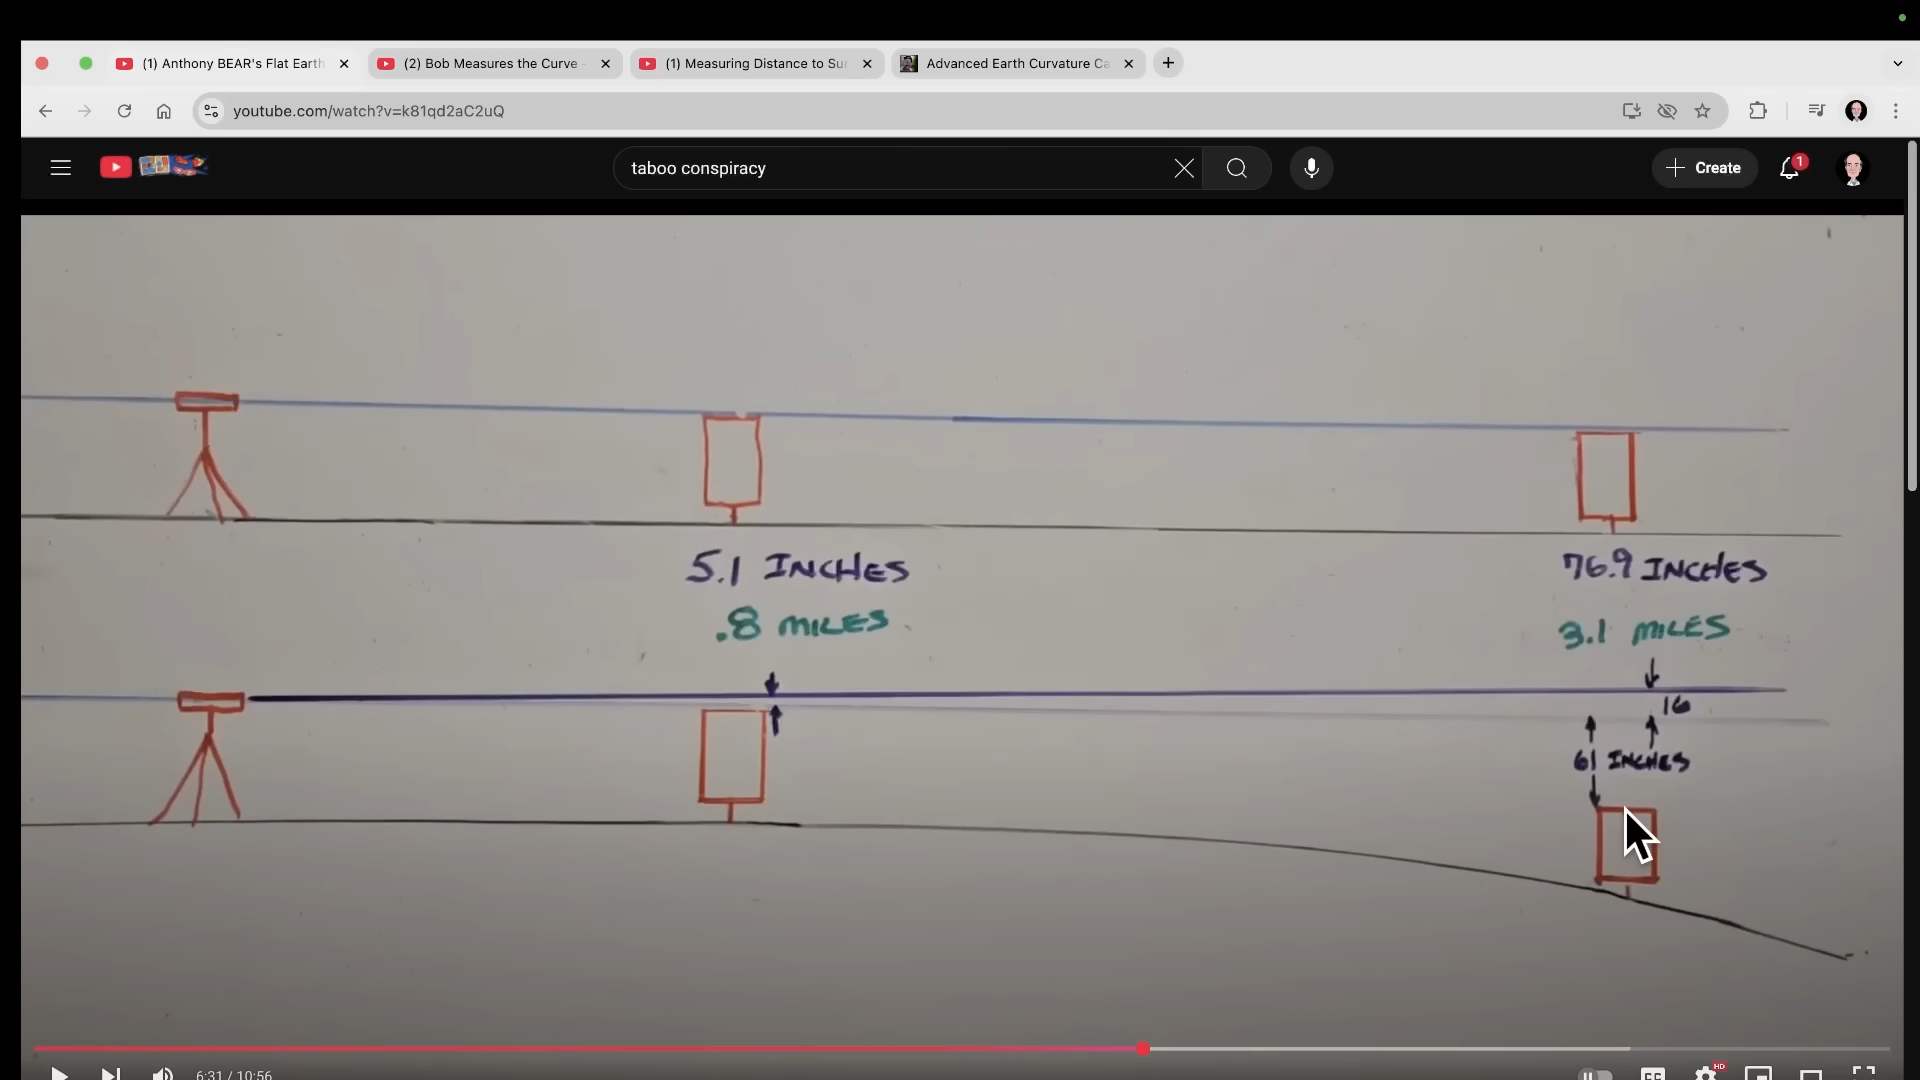 (1) Anthony BEAR's Flat Earth
(2) Bob Measures the Curve -
(1) Measuring Distance to Su
Advanced Earth Curvature Ca
youtube.com/watch?v=k81qd2aC2uQ
taboo conspiracy
Create
1
5.1 INCHES
76.9 INCHES
.8 MILES
3.1 MILES
16
61 INCHES
6:31 / 10:56
HD